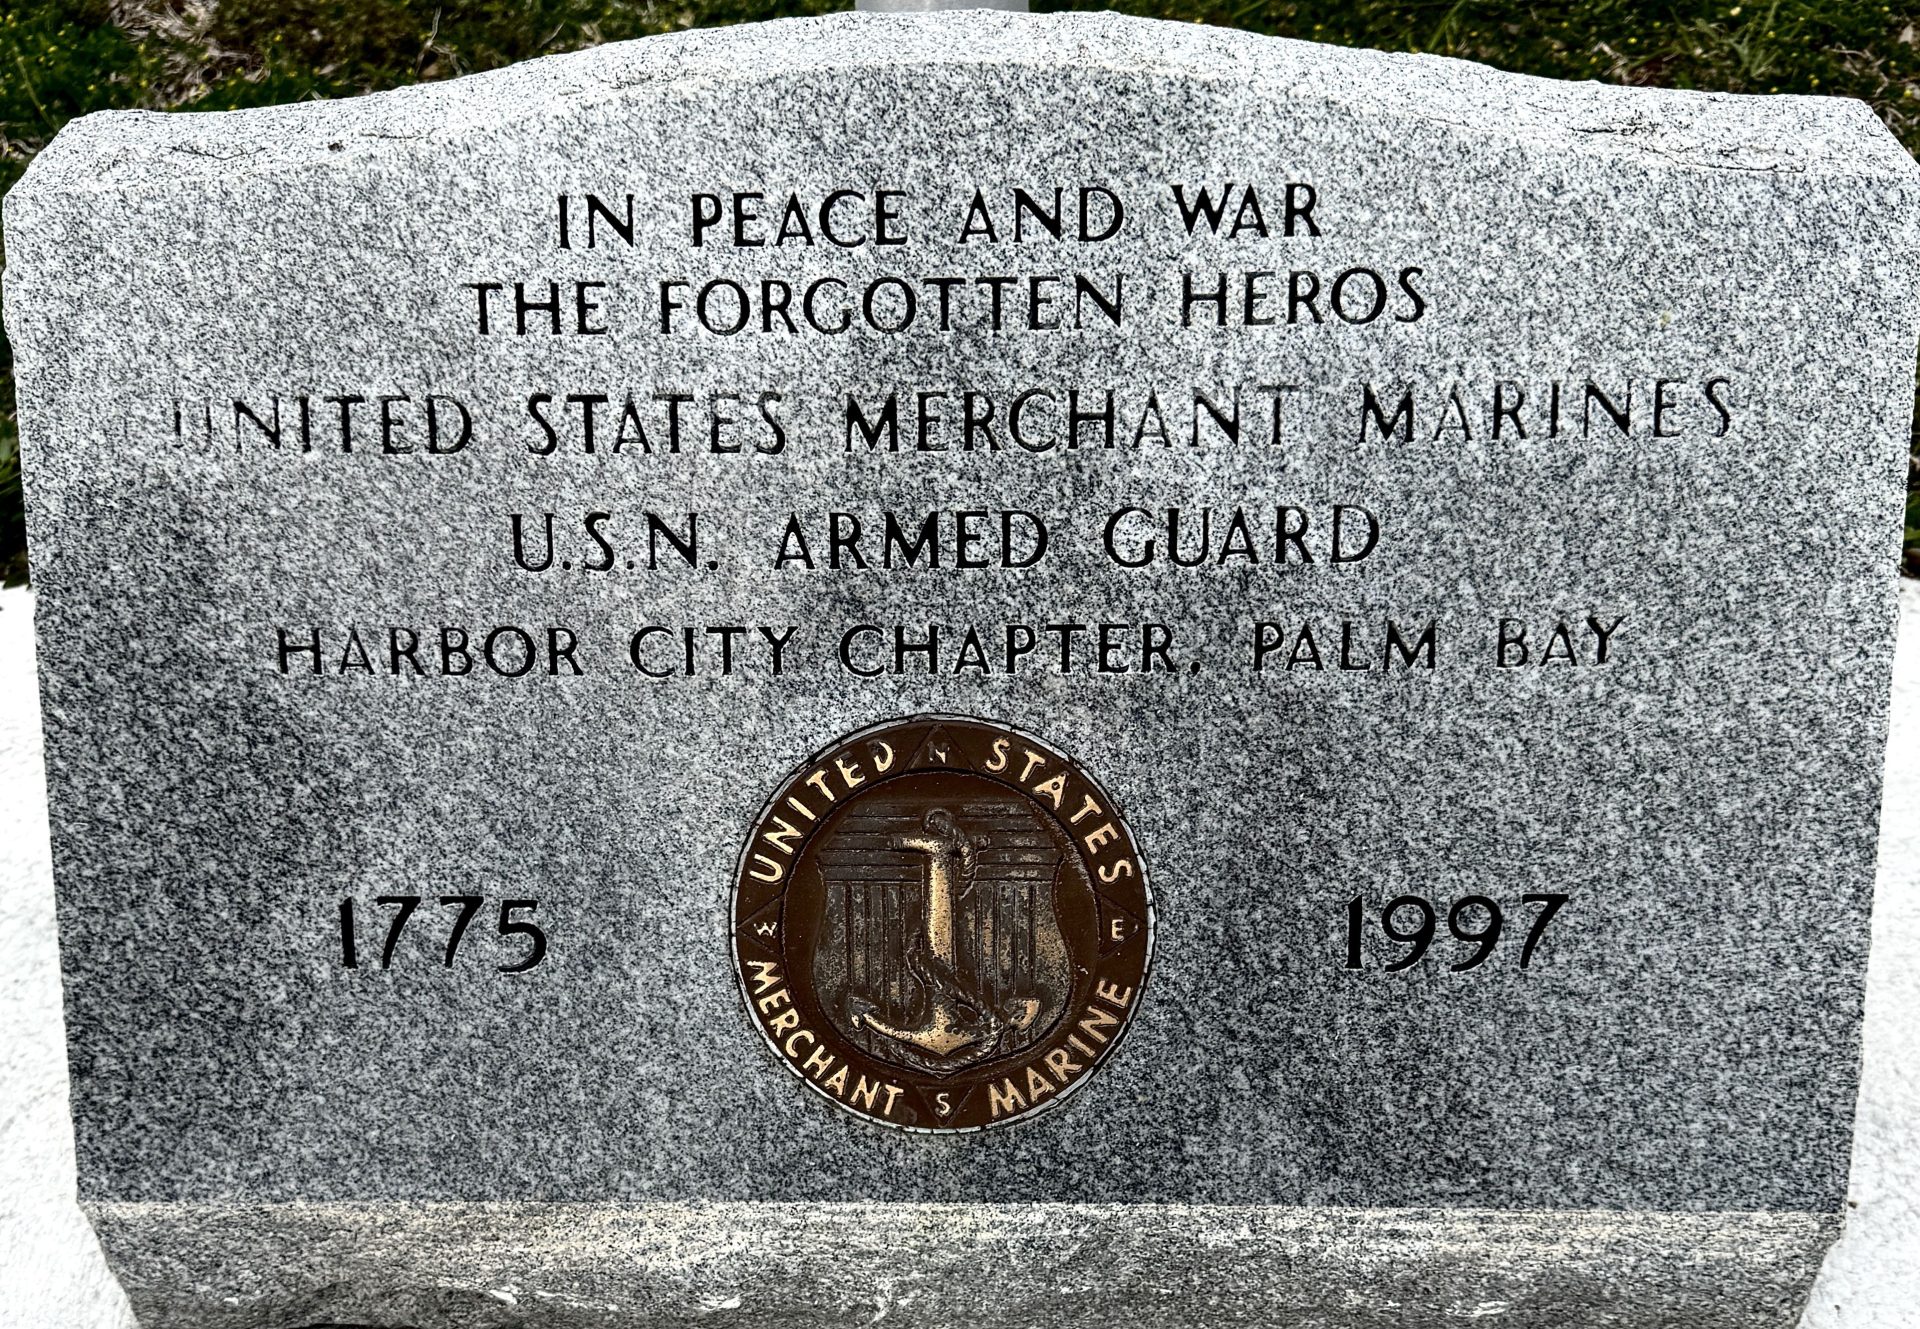 IN PEACE AND WAR
THE FORGOTTEN HEROS
UNITED STATES MERCHANT MARINES
U.S.N. ARMED GUARD
HARBOR CITY CHAPTER, PALM BAY
1775
UNITED N STATES
W
E
MERCHANT S MARINE
1997